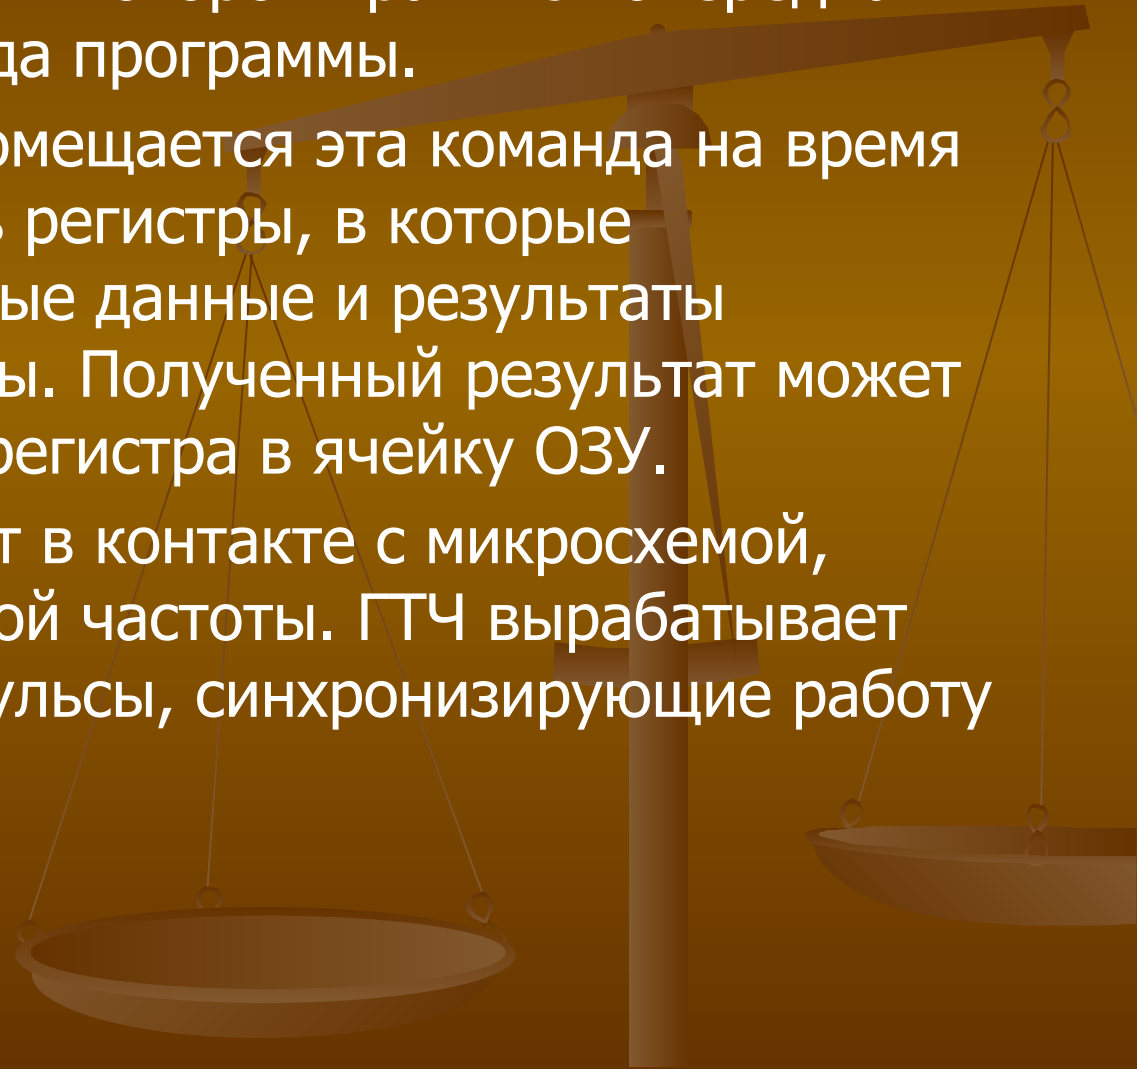 да программы.
омещается эта команда на время
ь регистры, в которые
ые данные и результаты
ы. Полученный результат может
регистра в ячейку ОЗУ.
т в контакте с микросхемой,
ой частоты. ГТЧ вырабатывает
ульсы, синхронизирующие работу